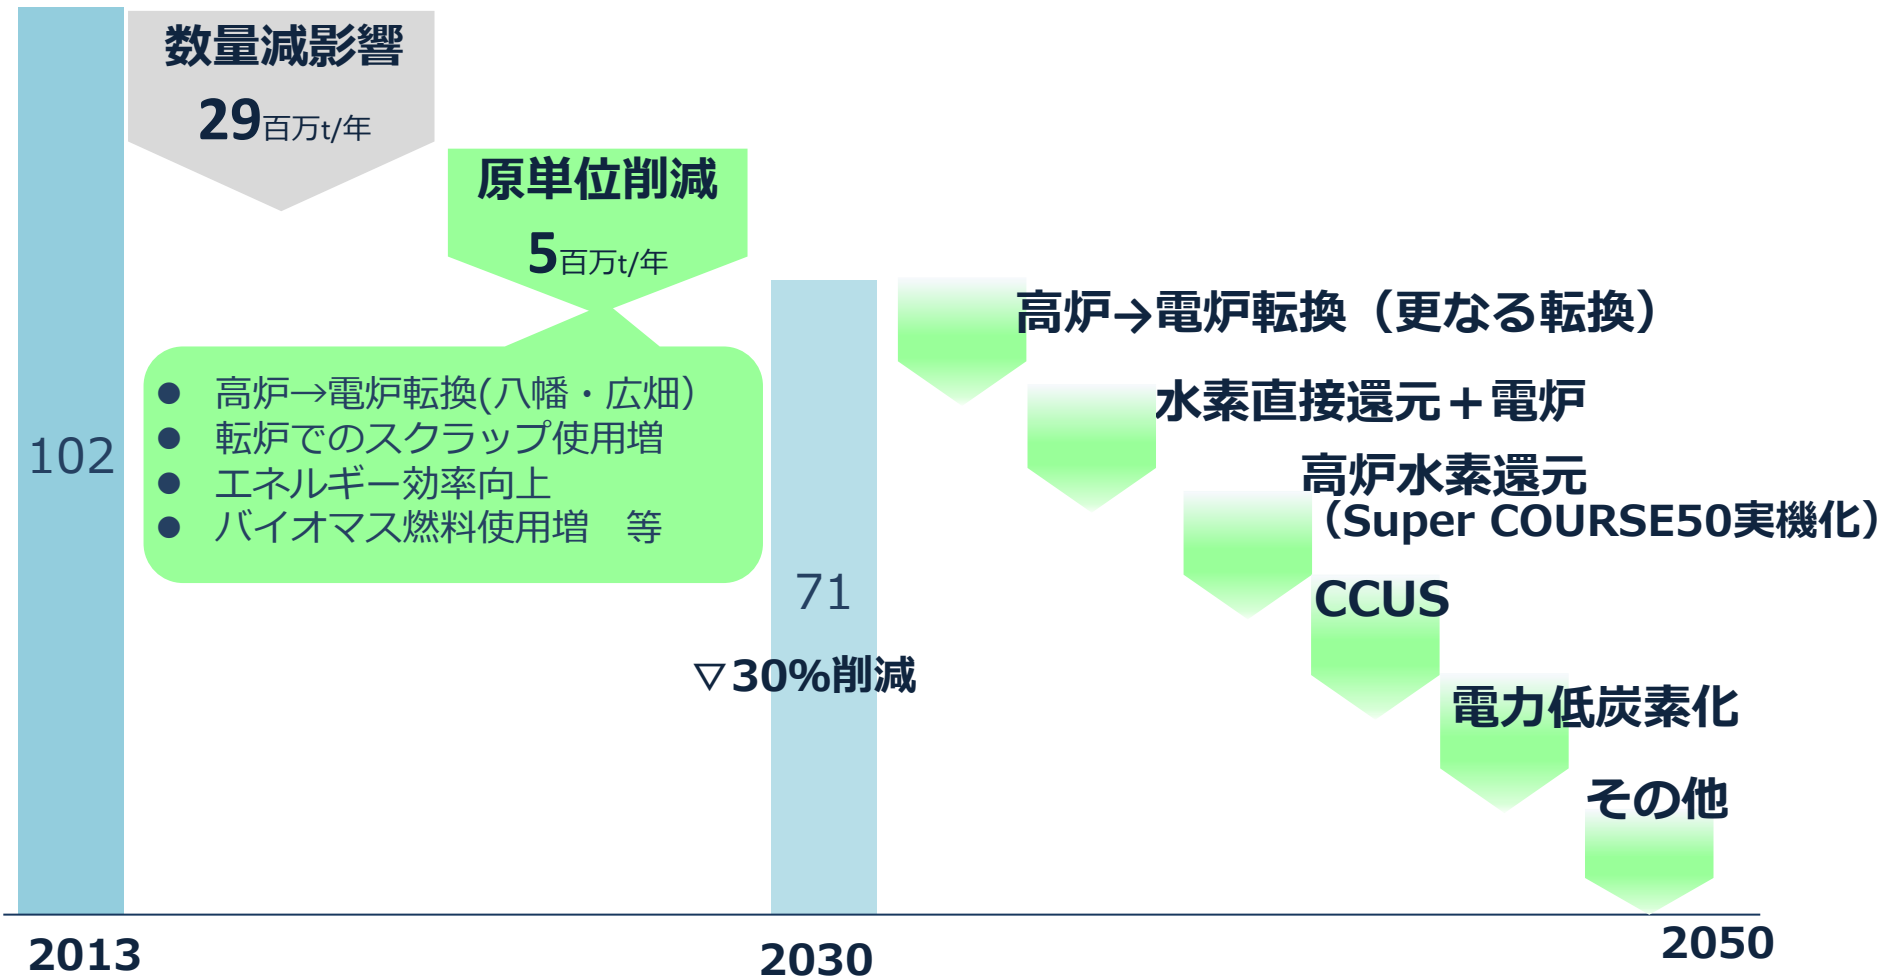 数量減影響
29百万t/年
原単位削減
5百万t/年
● 高炉→電炉転換(八幡・広畑）
● 転炉でのスクラップ使用増
● エネルギー効率向上
● バイオマス燃料使用増　等
102
71
▽30%削減
高炉→電炉転換（更なる転換）
水素直接還元＋電炉
高炉水素還元
（Super COURSE50実機化）
CCUS
電力低炭素化
その他
2013
2030
2050